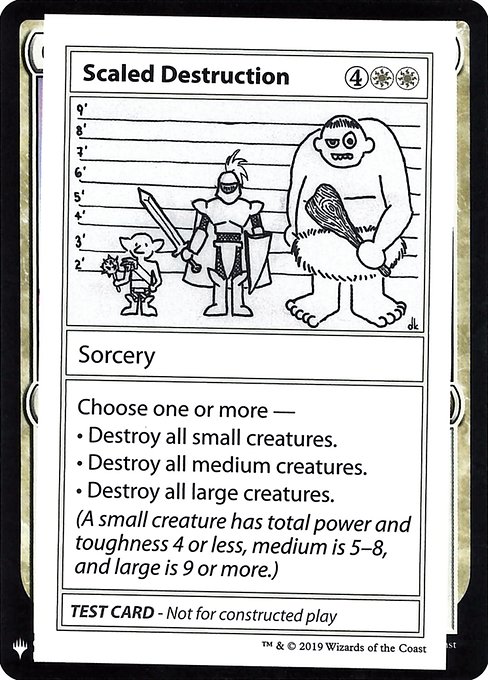 Scaled Destruction 4
9'
8'
7'
6'
5'
4'
3'
2'
dk
Sorcery
Choose one or more —
• Destroy all small creatures.
• Destroy all medium creatures.
• Destroy all large creatures.
(A small creature has total power and
toughness 4 or less, medium is 5–8,
and large is 9 or more.)
TEST CARD - Not for constructed play
™ & © 2019 Wizards of the Coast